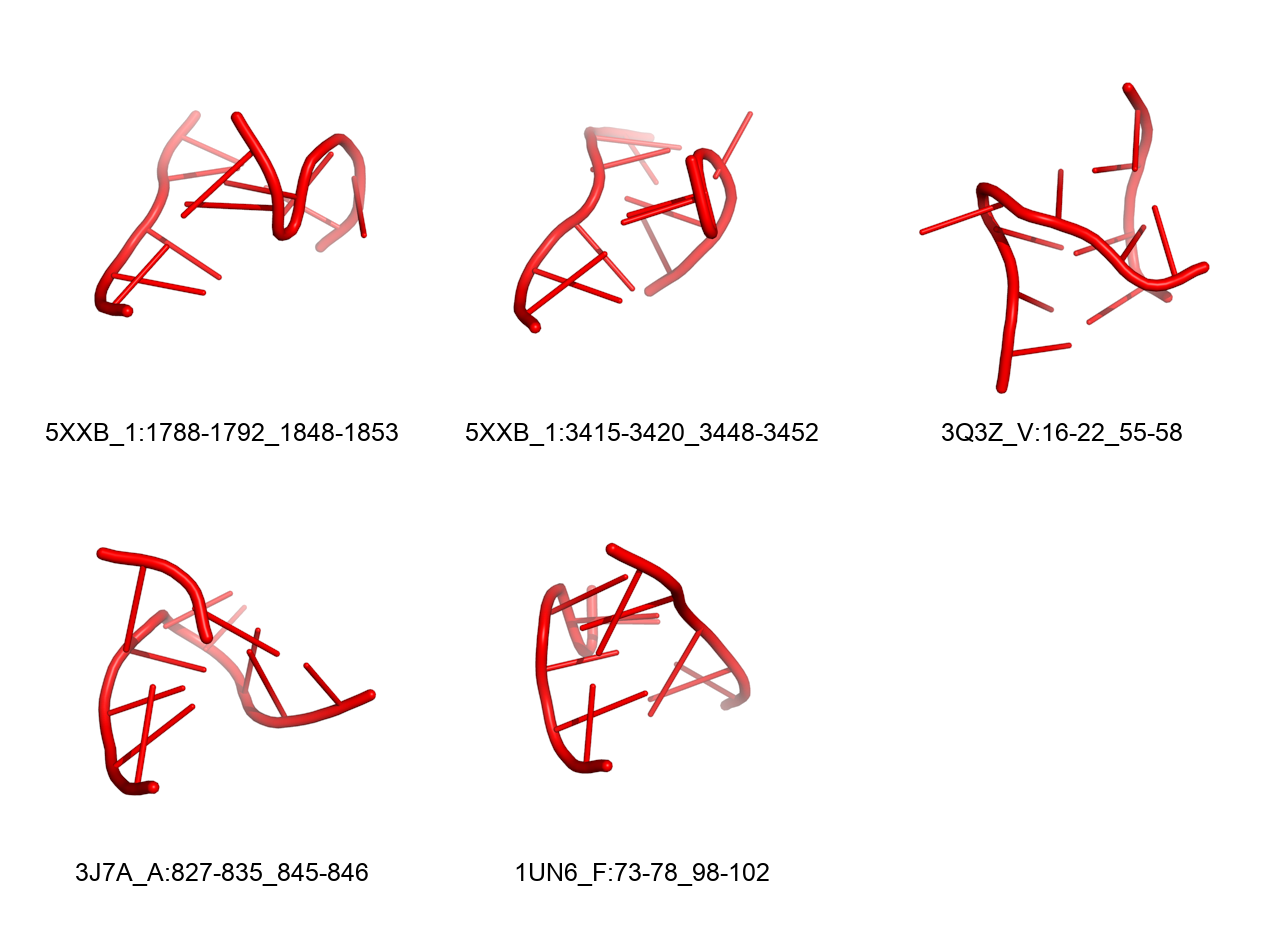 5XXB_1:1788-1792_1848-1853
5XXB_1:3415-3420_3448-3452
3Q3Z_V:16-22_55-58
3J7A_A:827-835_845-846
1UN6_F:73-78_98-102